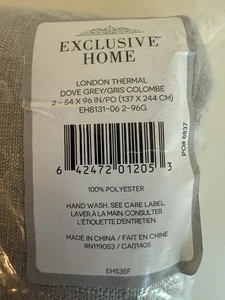 EXCLUSIVE
HOME
LONDON THERMAL
DOVE GREY/GRIS COLOMBE
2 – 54 X 96 IN/PO (137 X 244 CM)
EH8131-06 2-96G
6 42472 01205 3
PO# 6837
100% POLYESTER
HAND WASH. SEE CARE LABEL.
LAVER À LA MAIN. CONSULTER
L'ÉTIQUETTE D'ENTRETIEN.
MADE IN CHINA / FAIT EN CHINE
RN119053 / CA01405
EH535F